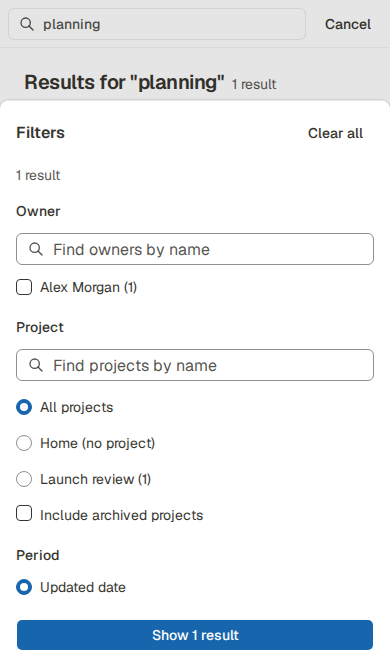 planning
Cancel
Results for "planning" 1 result
Filters
Clear all
1 result
Owner
Find owners by name
Alex Morgan (1)
Project
Find projects by name
All projects
Home (no project)
Launch review (1)
Include archived projects
Period
Updated date
Show 1 result